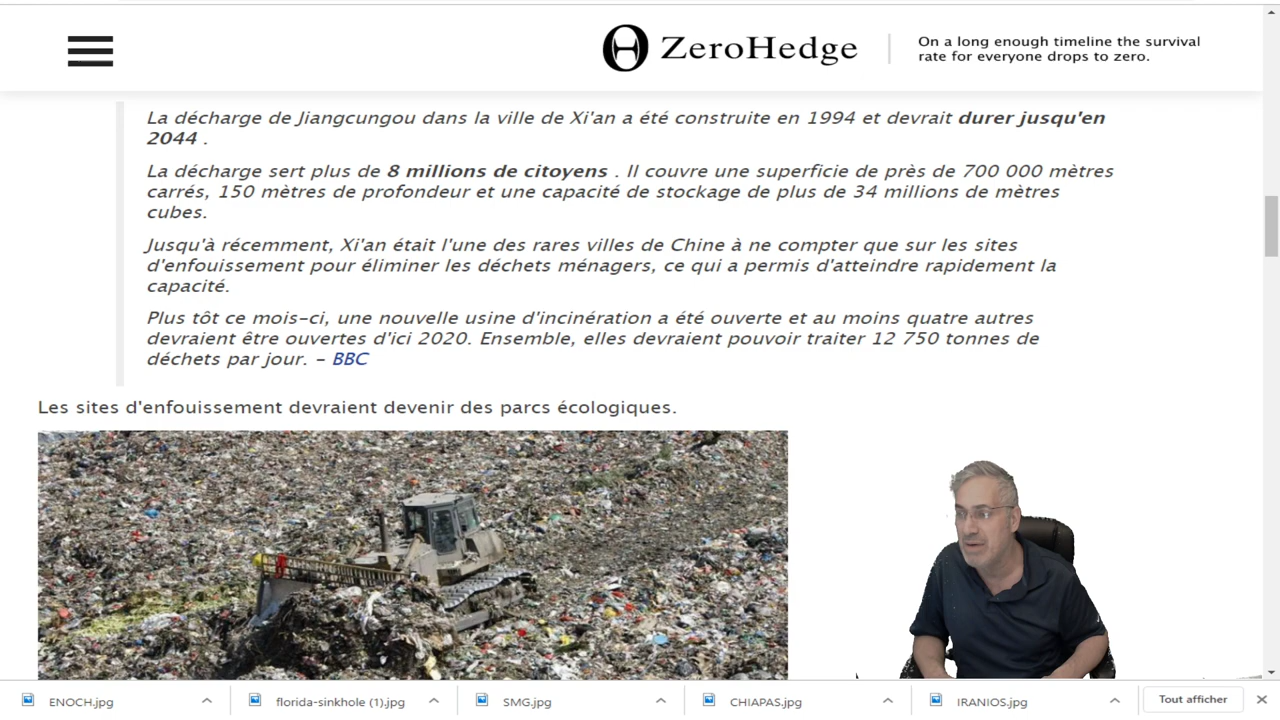 ZeroHedge
On a long enough timeline the survival
rate for everyone drops to zero.
La décharge de Jiangcungou dans la ville de Xi'an a été construite en 1994 et devrait durer jusqu'en
2044 .
La décharge sert plus de 8 millions de citoyens . Il couvre une superficie de près de 700 000 mètres
carrés, 150 mètres de profondeur et une capacité de stockage de plus de 34 millions de mètres
cubes.
Jusqu'à récemment, Xi'an était l'une des rares villes de Chine à ne compter que sur les sites
d'enfouissement pour éliminer les déchets ménagers, ce qui a permis d'atteindre rapidement la
capacité.
Plus tôt ce mois-ci, une nouvelle usine d'incinération a été ouverte et au moins quatre autres
devraient être ouvertes d'ici 2020. Ensemble, elles devraient pouvoir traiter 12 750 tonnes de
déchets par jour. – BBC
Les sites d'enfouissement devraient devenir des parcs écologiques.
ENOCH.jpg
florida-sinkhole (1).jpg
SMG.jpg
CHIAPAS.jpg
IRANIOS.jpg
Tout afficher